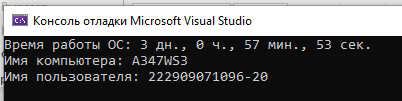 Консоль отладки Microsoft Visual Studio
Время работы ОС: 3 дн., 0 ч., 57 мин., 53 сек.
Имя компьютера: A347WS3
Имя пользователя: 222909071096-20